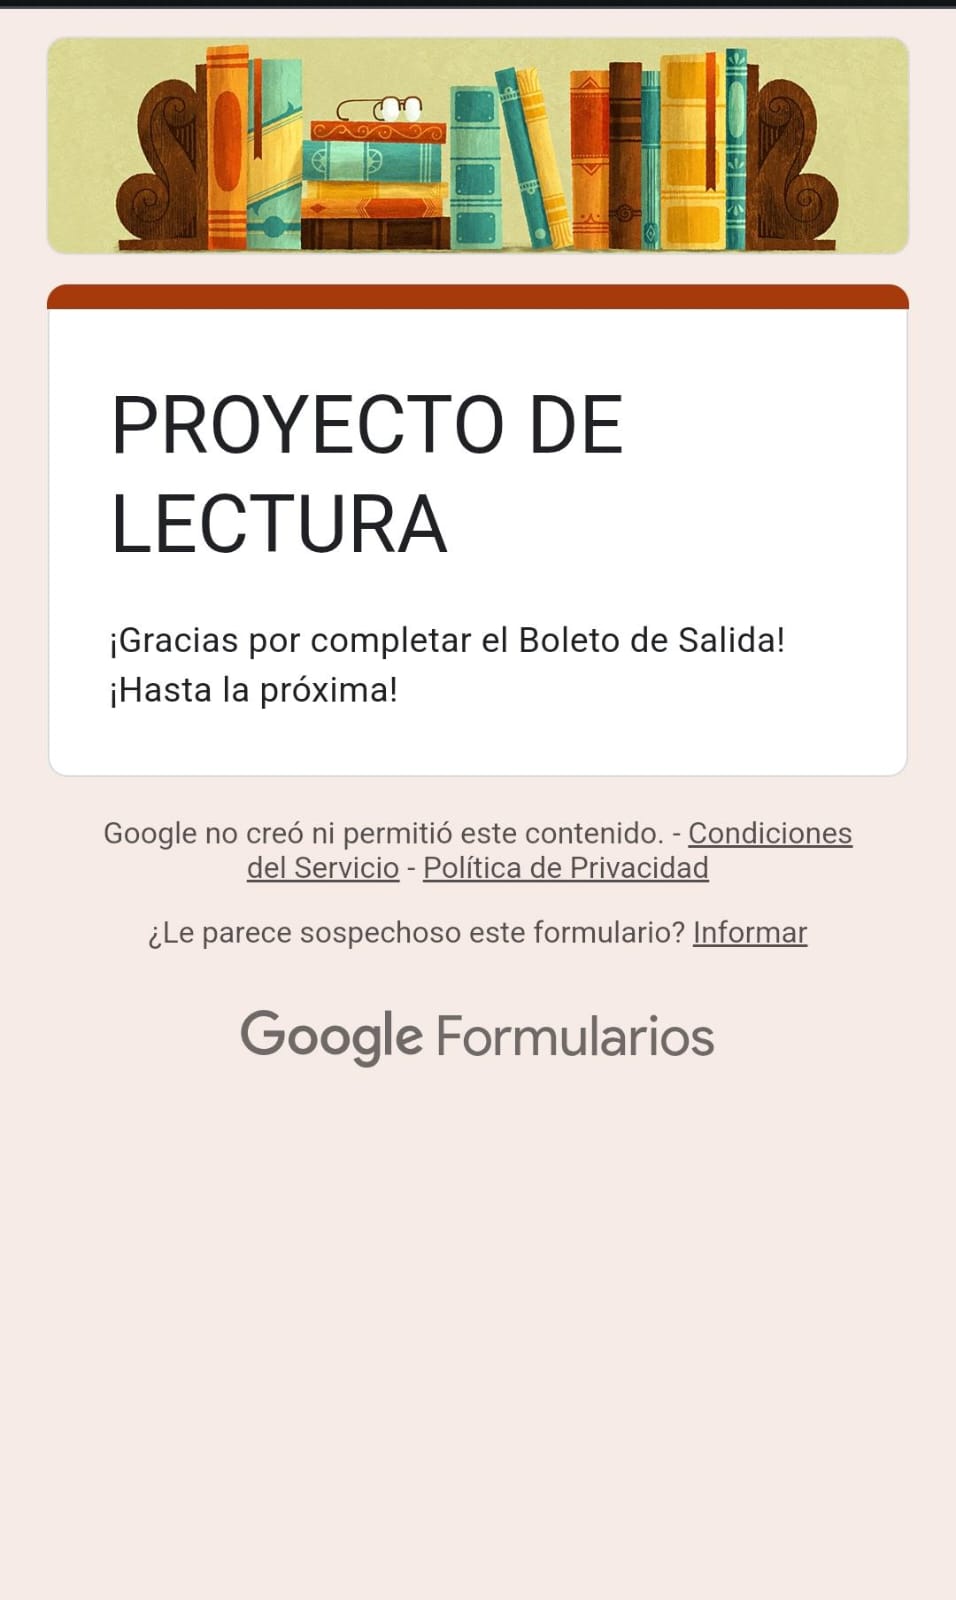 PROYECTO DE
LECTURA
¡Gracias por completar el Boleto de Salida!
¡Hasta la próxima!
Google no creó ni permitió este contenido. - Condiciones
del Servicio - Política de Privacidad
¿Le parece sospechoso este formulario? Informar
Google Formularios